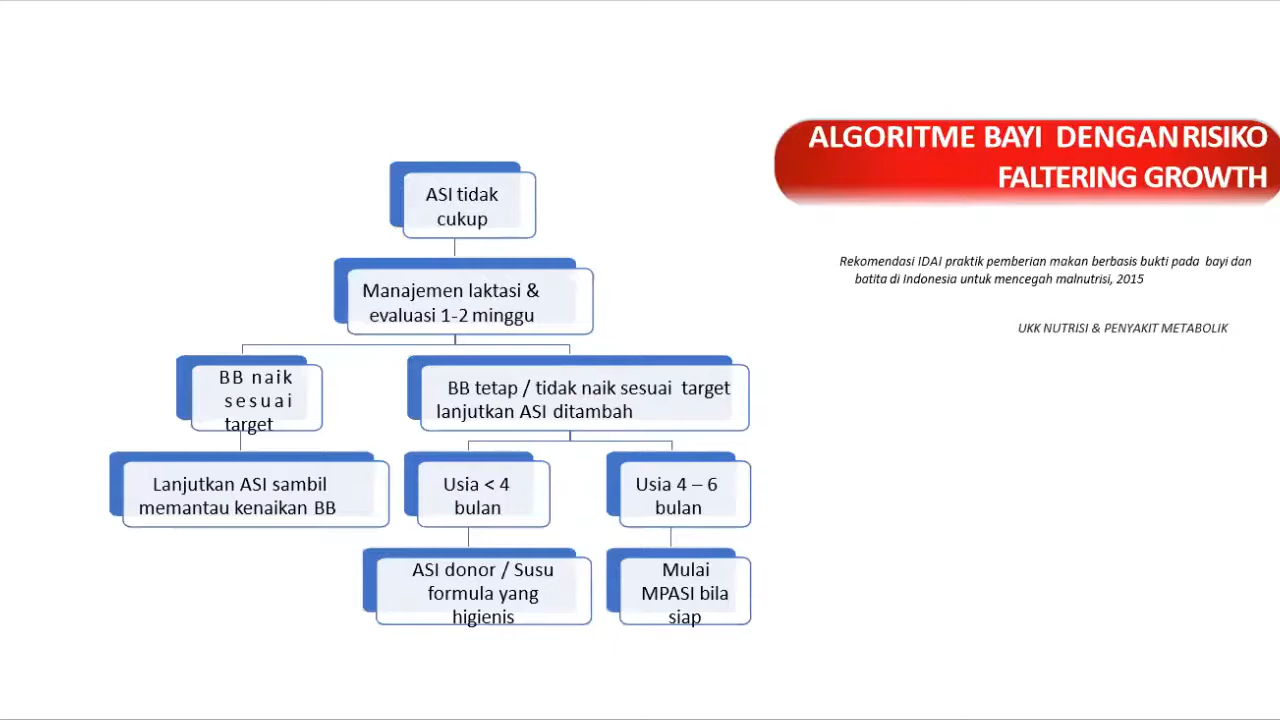 ALGORITME BAYI DENGAN RISIKO
FALTERING GROWTH
Rekomendasi IDAI praktik pemberian makan berbasis bukti pada bayi dan
batita di Indonesia untuk mencegah malnutrisi, 2015
UKK NUTRISI & PENYAKIT METABOLIK
ASI tidak
cukup
Manajemen laktasi &
evaluasi 1-2 minggu
BB naik
sesuai
target
BB tetap / tidak naik sesuai target
lanjutkan ASI ditambah
Lanjutkan ASI sambil
memantau kenaikan BB
Usia < 4
bulan
Usia 4 – 6
bulan
ASI donor / Susu
formula yang
higienis
Mulai
MPASI bila
siap